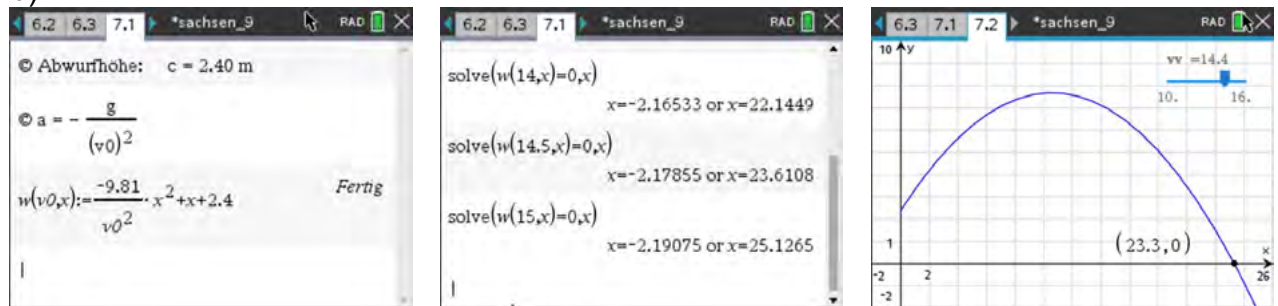 6.2 6.3 7.1 *sachsen_9 RAD
© Abwurfhöhe: c = 2.40 m
© a = - g/(v0)^2
w(v0,x):= -9.81/v0^2 · x^2+x+2.4 Fertig
6.2 6.3 7.1 *sachsen_9 RAD
solve(w(14,x)=0,x)
x=-2.16533 or x=22.1449
solve(w(14.5,x)=0,x)
x=-2.17855 or x=23.6108
solve(w(15,x)=0,x)
x=-2.19075 or x=25.1265
6.3 7.1 7.2 *sachsen_9 RAD
10 y
vv =14.4
10. 16.
(23.3,0)
1
x
-2 2 26
-2